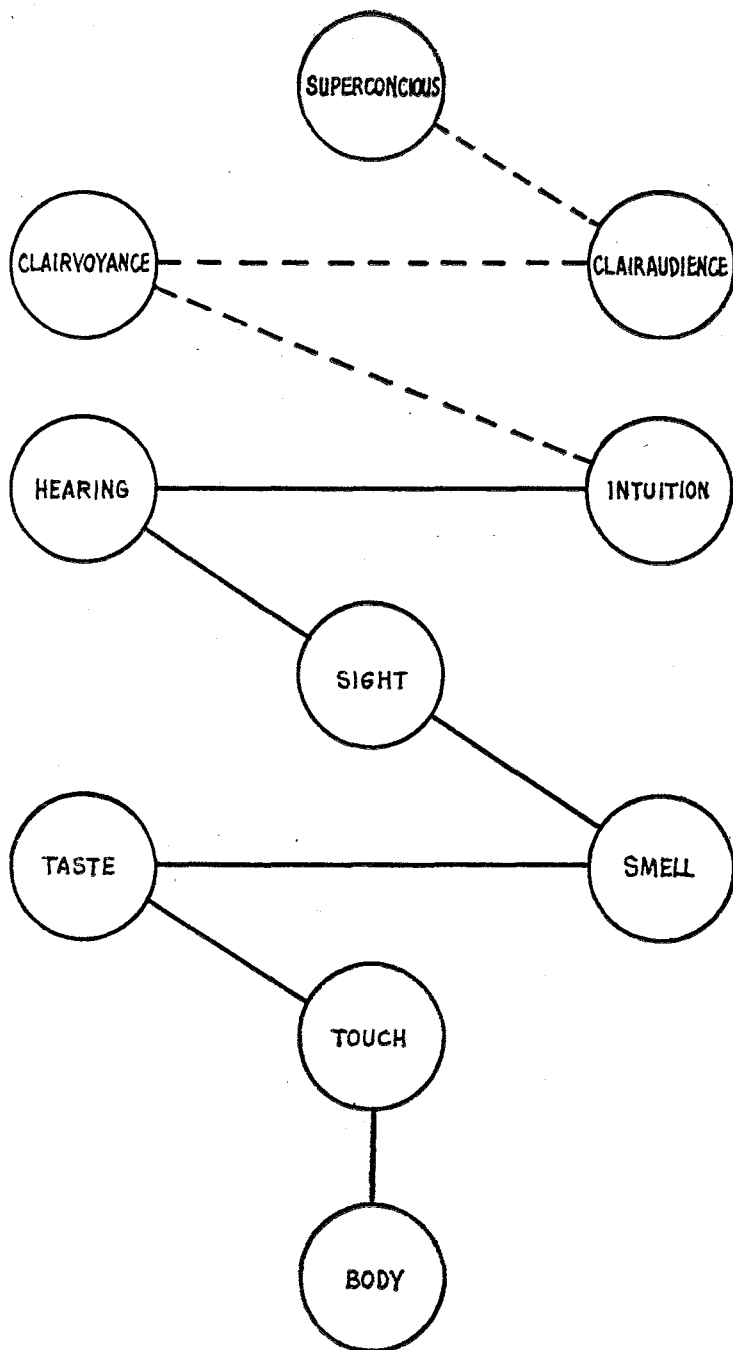 SUPERCONCIOUS
CLAIRVOYANCE
CLAIRAUDIENCE
HEARING
INTUITION
SIGHT
TASTE
SMELL
TOUCH
BODY